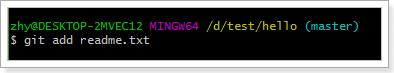 zhy@DESKTOP-2MVEC12 MINGW64 /d/test/hello (master)
$ git add readme.txt